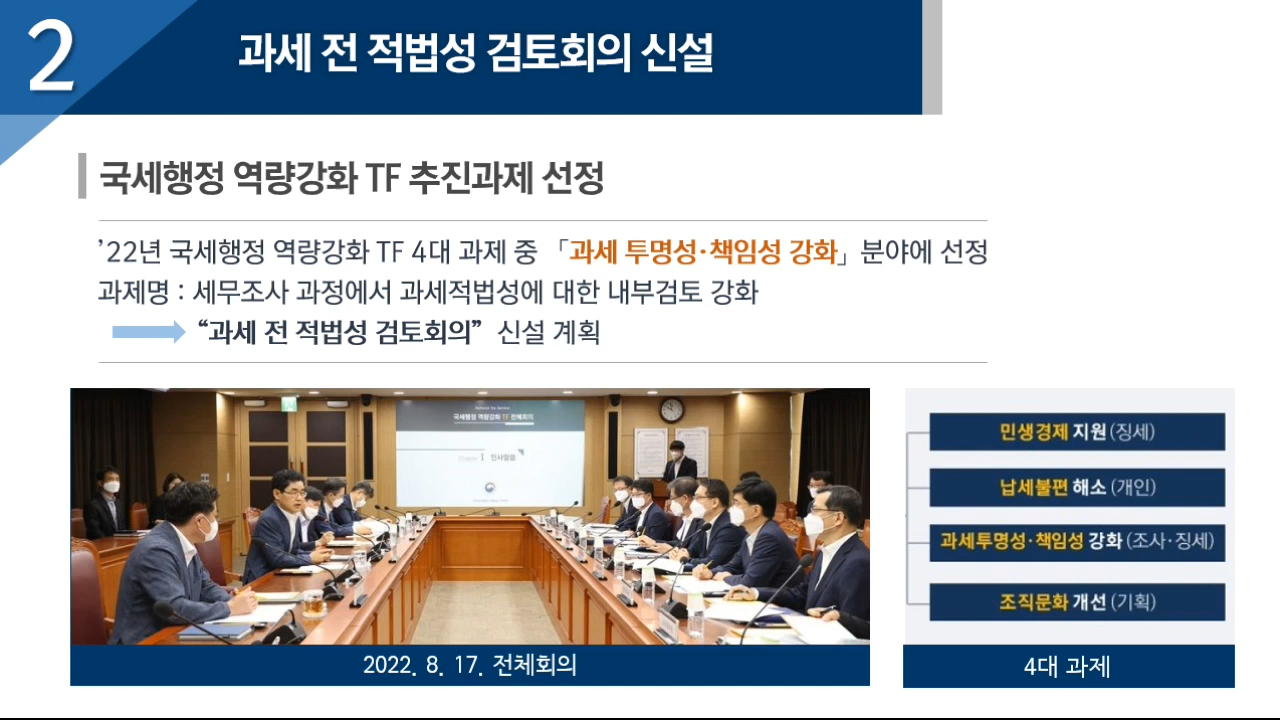 2
과세 전 적법성 검토회의 신설
국세행정 역량강화 TF 추진과제 선정
’22년 국세행정 역량강화 TF 4대 과제 중 「과세 투명성·책임성 강화」 분야에 선정
과제명 : 세무조사 과정에서 과세적법성에 대한 내부검토 강화
“과세 전 적법성 검토회의” 신설 계획
국세행정 역량강화 TF 전체회의
Chapter 1 인사말씀
2022. 8. 17. 전체회의
민생경제 지원 (징세)
납세불편 해소 (개인)
과세투명성·책임성 강화 (조사·징세)
조직문화 개선 (기획)
4대 과제